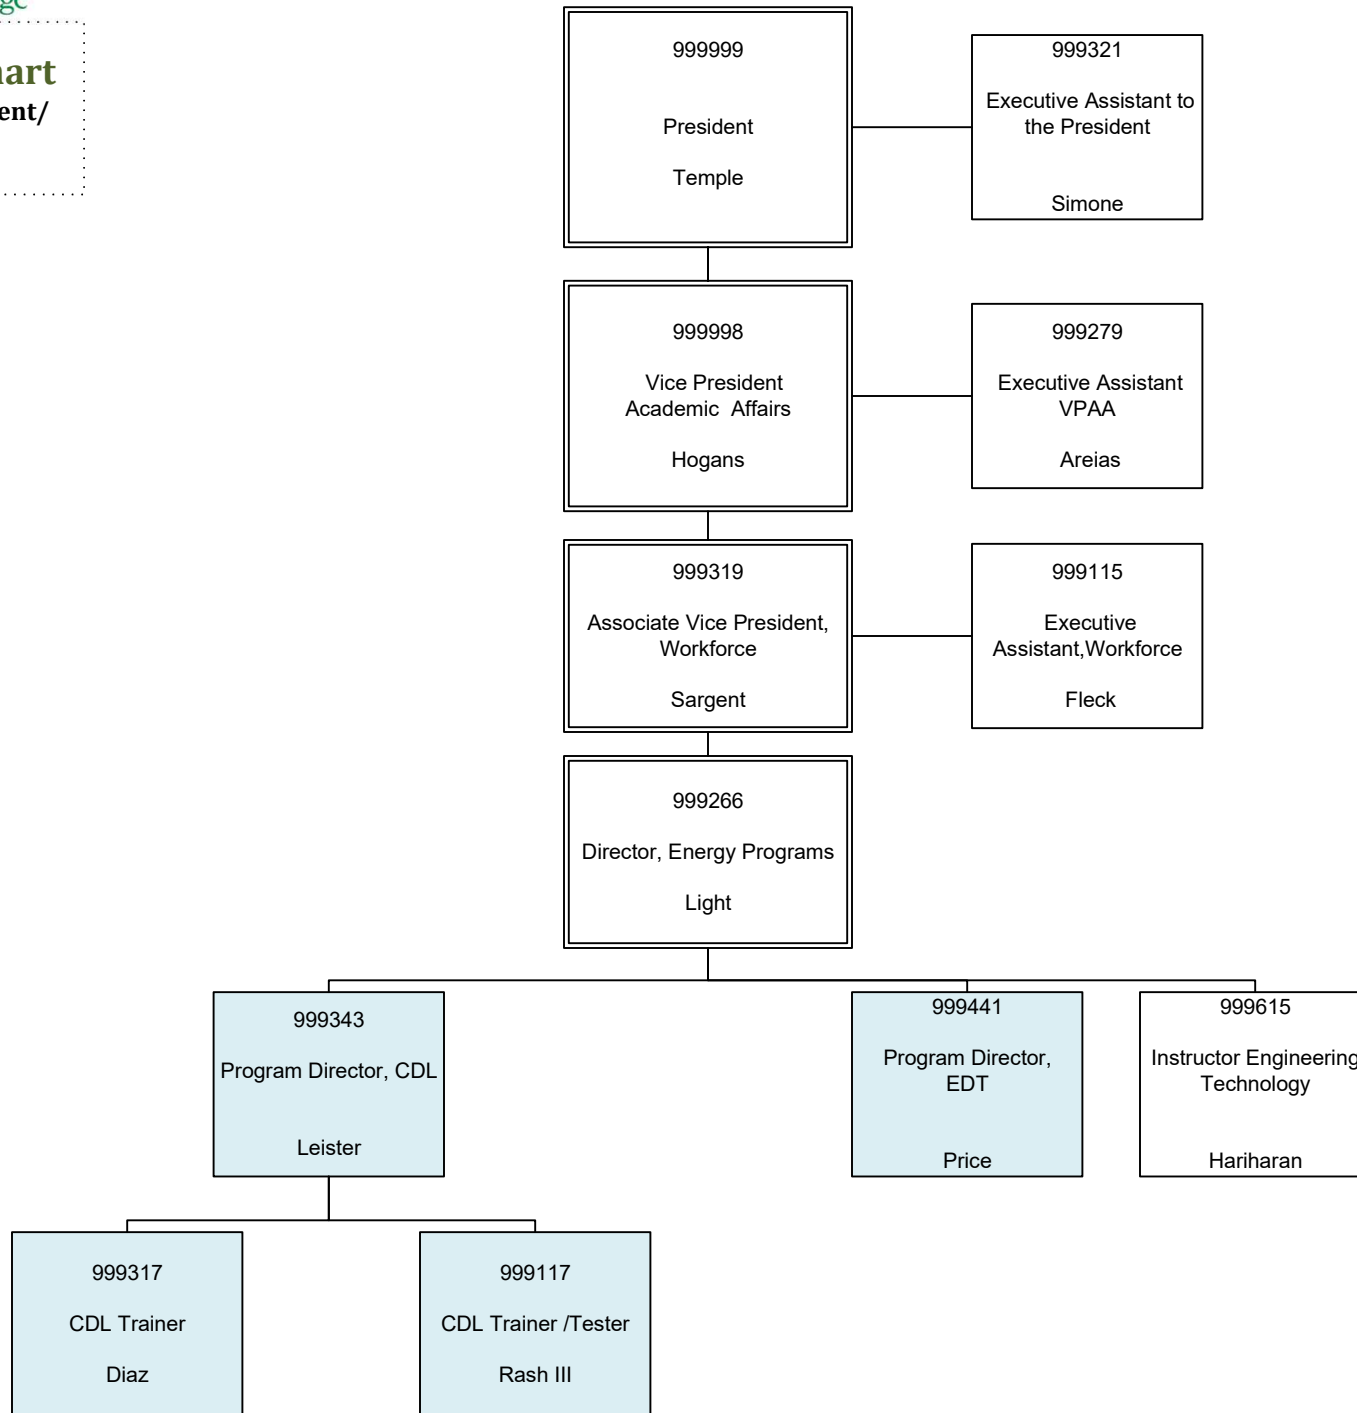 999999
President
Temple
999321
Executive Assistant to
the President
Simone
999998
Vice President
Academic  Affairs
Hogans
999279
Executive Assistant
VPAA
Areias
999319
Associate Vice President,
Workforce
Sargent
999115
Executive
Assistant,Workforce
Fleck
999266
Director, Energy Programs
Light
999343
Program Director, CDL
Leister
999441
Program Director,
EDT
Price
999615
Instructor Engineering
Technology
Hariharan
999317
CDL Trainer
Diaz
999117
CDL Trainer /Tester
Rash III